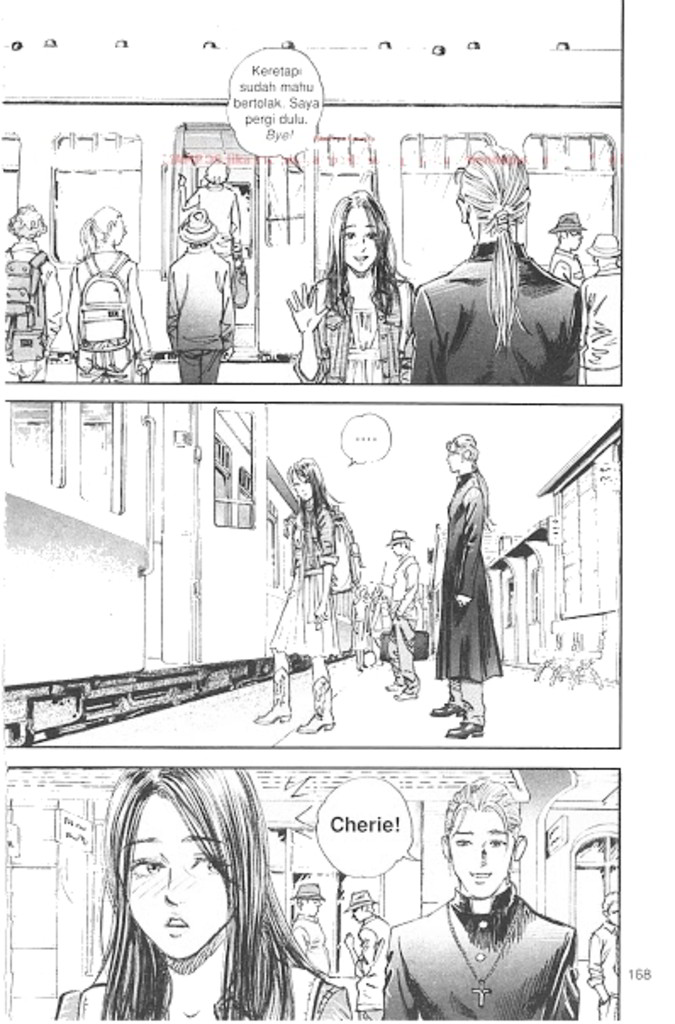 Keretapi
sudah mahu
bertolak. Saya
pergi dulu.
Bye!
....
Cherie!
168